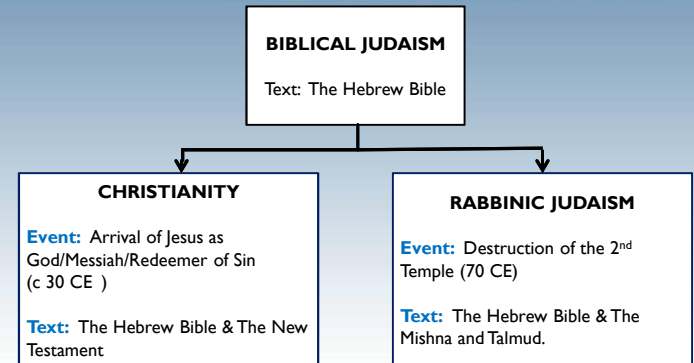 BIBLICAL JUDAISM
Text: The Hebrew Bible
CHRISTIANITY
Event: Arrival of Jesus as
God/Messiah/Redeemer of Sin
(c 30 CE )
Text: The Hebrew Bible & The New
Testament
RABBINIC JUDAISM
Event: Destruction of the 2nd
Temple (70 CE)
Text: The Hebrew Bible & The
Mishna and Talmud.